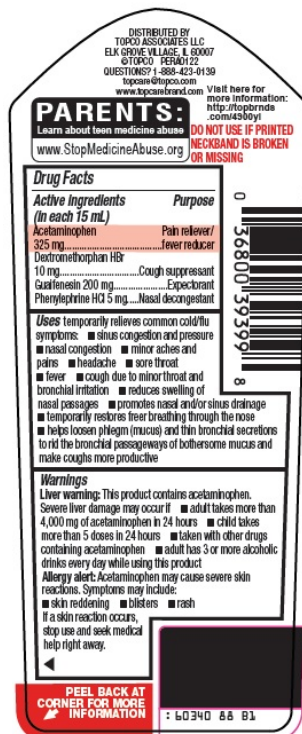 DISTRIBUTED BY
TOPCO ASSOCIATES LLC
ELK GROVE VILLAGE, IL 60007
©TOPCO PERA0122
QUESTIONS? 1-888-423-0139
topcare@topco.com
www.topcarebrand.com
Visit here for
more information:
http://topbrnds
.com/4900yl
PARENTS:
Learn about teen medicine abuse
www.StopMedicineAbuse.org
DO NOT USE IF PRINTED
NECKBAND IS BROKEN
OR MISSING
Drug Facts
Active ingredients Purpose
(in each 15 mL)
Acetaminophen Pain reliever/
325 mg..............................fever reducer
Dextromethorphan HBr
10 mg..............................Cough suppressant
Guaifenesin 200 mg......................Expectorant
Phenylephrine HCl 5 mg.....Nasal decongestant
Uses temporarily relieves common cold/flu
symptoms: ■ sinus congestion and pressure
■ nasal congestion ■ minor aches and
pains ■ headache ■ sore throat
■ fever ■ cough due to minor throat and
bronchial irritation ■ reduces swelling of
nasal passages ■ promotes nasal and/or sinus drainage
■ temporarily restores freer breathing through the nose
■ helps loosen phlegm (mucus) and thin bronchial secretions
to rid the bronchial passageways of bothersome mucus and
make coughs more productive
Warnings
Liver warning: This product contains acetaminophen.
Severe liver damage may occur if ■ adult takes more than
4,000 mg of acetaminophen in 24 hours ■ child takes
more than 5 doses in 24 hours ■ taken with other drugs
containing acetaminophen ■ adult has 3 or more alcoholic
drinks every day while using this product
Allergy alert: Acetaminophen may cause severe skin
reactions. Symptoms may include:
■ skin reddening ■ blisters ■ rash
If a skin reaction occurs,
stop use and seek medical
help right away.
PEEL BACK AT
CORNER FOR MORE
INFORMATION
0 36800 39399 8
: 60340 88 B1